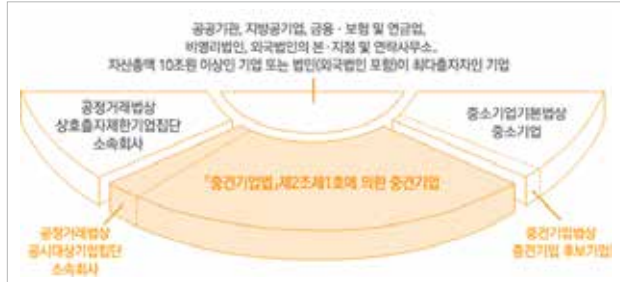 공공기관, 지방공기업, 금융 · 보험 및 연금업,
비영리법인, 외국법인의 본 · 지점 및 연락사무소,
자산총액 10조원 이상인 기업 또는 법인(외국법인 포함)이 최다출자자인 기업
공정거래법상
상호출자제한기업집단
소속회사
중소기업기본법상
중소기업
「중견기업법」제2조제1호에 의한 중견기업
공정거래법상
공시대상기업집단
소속회사
중견기업법상
중견기업 후보기업